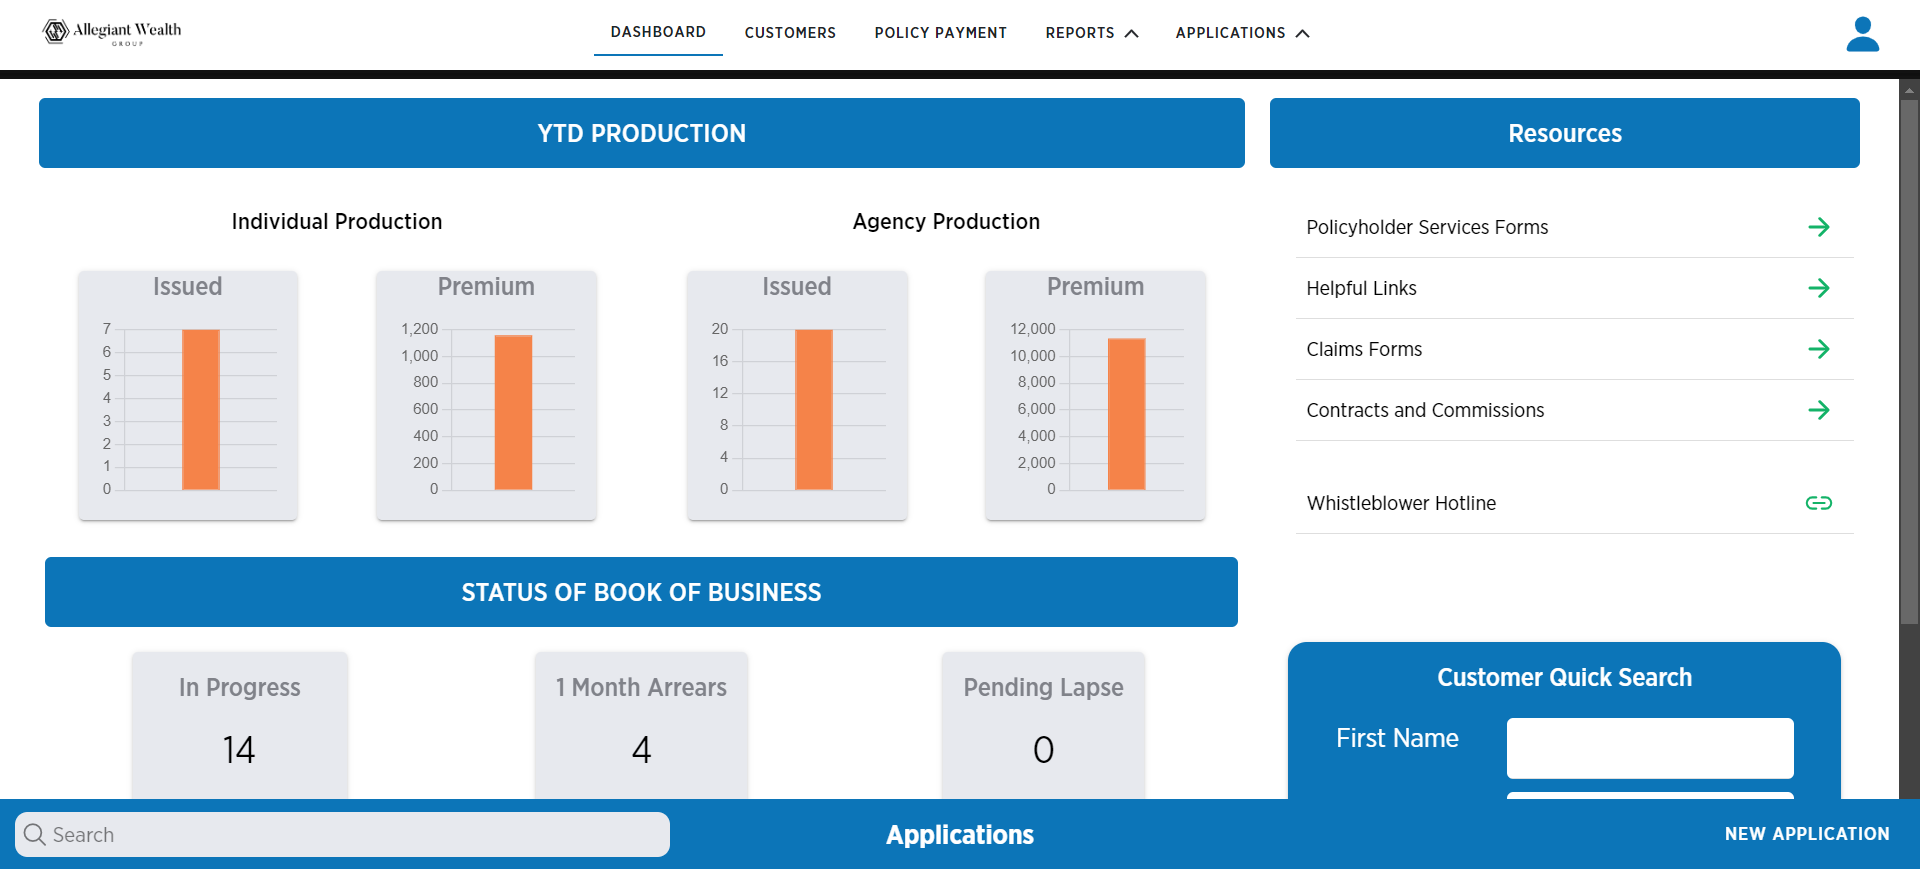 Allegiant Wealth
GROUP
DASHBOARD
CUSTOMERS
POLICY PAYMENT
REPORTS
APPLICATIONS
YTD PRODUCTION
Resources
Individual Production
Agency Production
Issued
7
6
5
4
3
2
1
0
Premium
1,200
1,000
800
600
400
200
0
Issued
20
16
12
8
4
0
Premium
12,000
10,000
8,000
6,000
4,000
2,000
0
Policyholder Services Forms
Helpful Links
Claims Forms
Contracts and Commissions
Whistleblower Hotline
STATUS OF BOOK OF BUSINESS
In Progress
14
1 Month Arrears
4
Pending Lapse
0
Customer Quick Search
First Name
Search
Applications
NEW APPLICATION